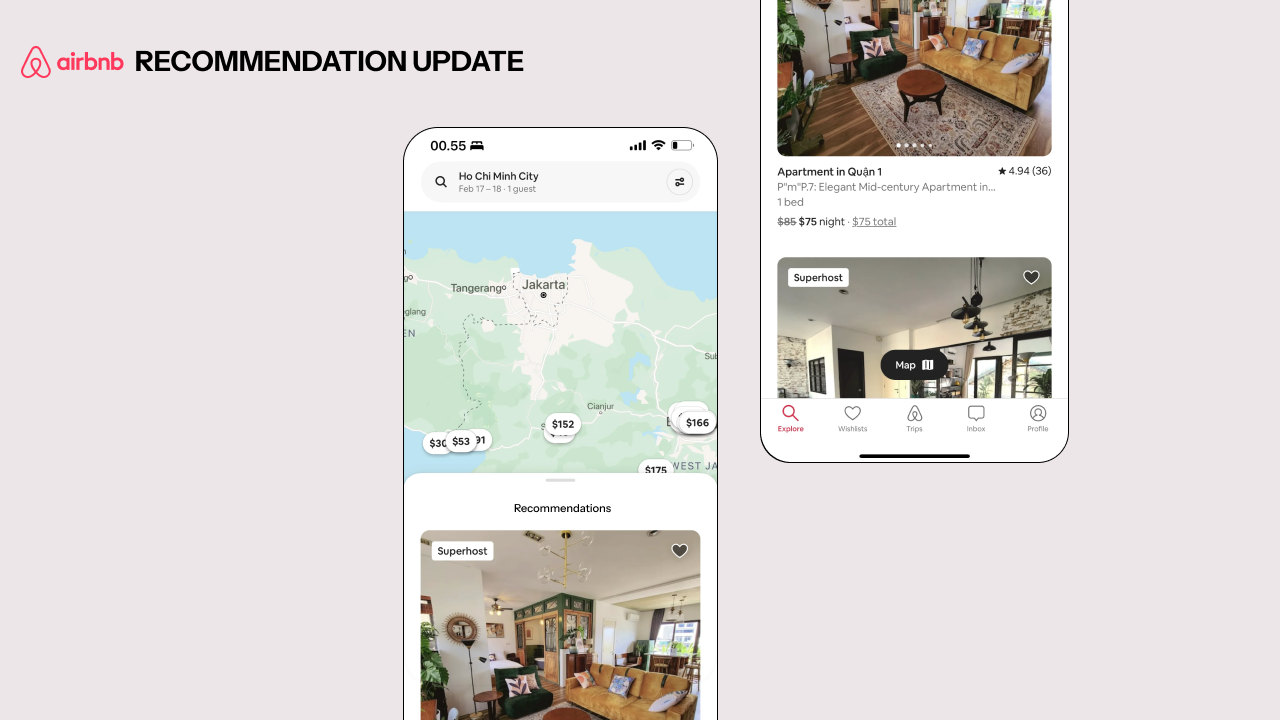 airbnb RECOMMENDATION UPDATE
00.55
Ho Chi Minh City
Feb 17 – 18 · 1 guest
Tangerang
Jakarta
glang
EN
Sub
Cianjur
$152
$166
$30
$53
91
$175
WEST JA
Recommendations
Superhost
Apartment in Quận 1
★ 4.94 (36)
P"m"P.7: Elegant Mid-century Apartment in...
1 bed
$85 $75 night · $75 total
Superhost
Map
Explore
Wishlists
Trips
Inbox
Profile